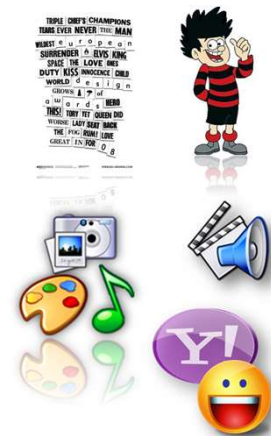 TRIPLE CHEF'S CHAMPIONS
TEARS EVER NEVER THE MAN
WILDEST european
SURRENDER & ELVIS KING
SPACE THE LOVE DIES
DUTY KISS INNOCENCE CHILD
WORLD design
GROWS of
awards HERO
THIS! TORY YET QUEEN DID
WORSE LADY BEAT BACK
THE FOG RUM! LOVE
GREAT IN FOR 08
Y!